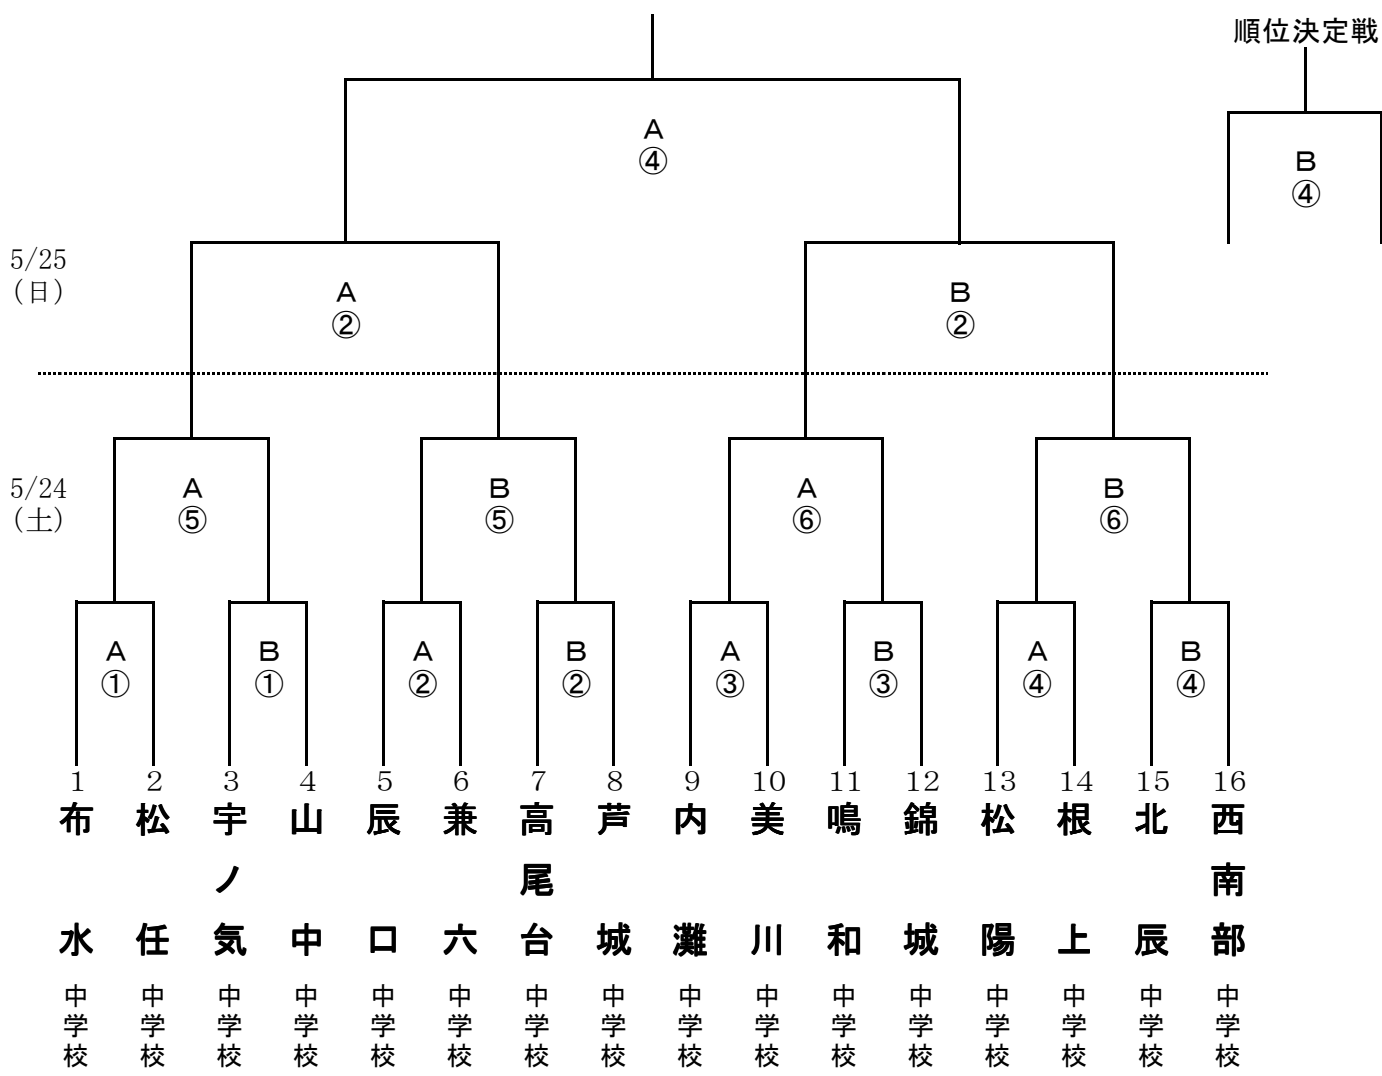 順位決定戦
A
④
B
④
5/25
(日)
A
②
B
②
5/24
(土)
A
⑤
B
⑤
A
⑥
B
⑥
A
①
B
①
A
②
B
②
A
③
B
③
A
④
B
④
1 布水中学校
2 松任中学校
3 宇ノ気中学校
4 山中中学校
5 辰口中学校
6 兼六中学校
7 高尾台中学校
8 芦城中学校
9 内灘中学校
10 美川中学校
11 鳴和中学校
12 錦城中学校
13 松陽中学校
14 根上中学校
15 北辰中学校
16 西南部中学校